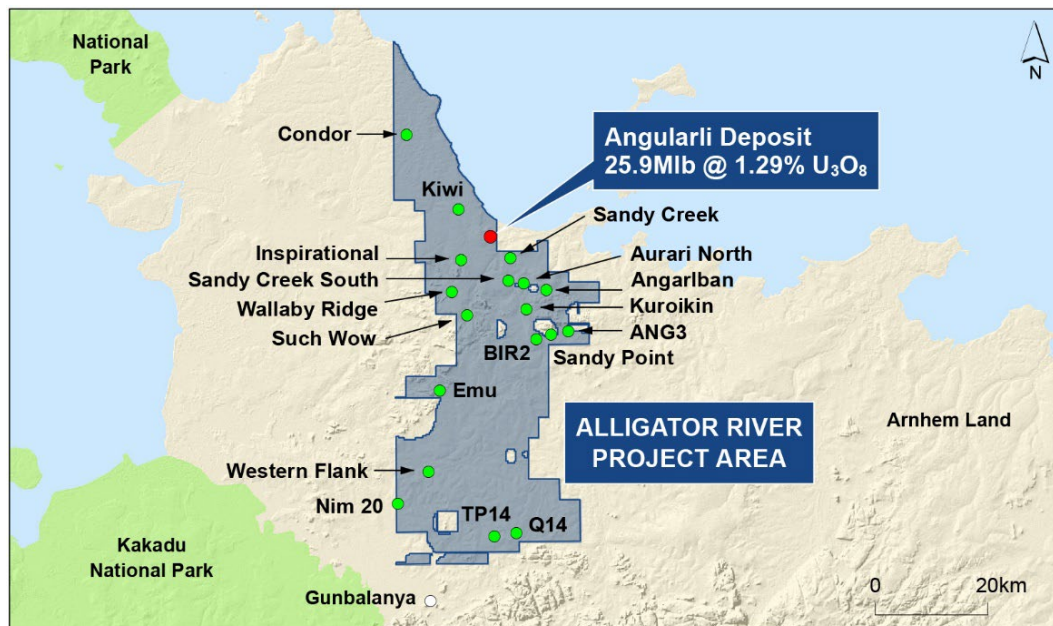 National
Park
N
Condor
Angularli Deposit
25.9Mlb @ 1.29% U₃O₈
Kiwi
Sandy Creek
Inspirational
Aurari North
Sandy Creek South
Angarlban
Wallaby Ridge
Kuroikin
Such Wow
ANG3
BIR2
Sandy Point
Emu
ALLIGATOR RIVER
PROJECT AREA
Arnhem Land
Western Flank
Nim 20
TP14
Q14
Kakadu
National Park
Gunbalanya
0
20km